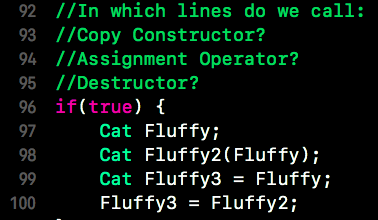 92 //In which lines do we call:
93 //Copy Constructor?
94 //Assignment Operator?
95 //Destructor?
96 if(true) {
97 Cat Fluffy;
98 Cat Fluffy2(Fluffy);
99 Cat Fluffy3 = Fluffy;
100 Fluffy3 = Fluffy2;